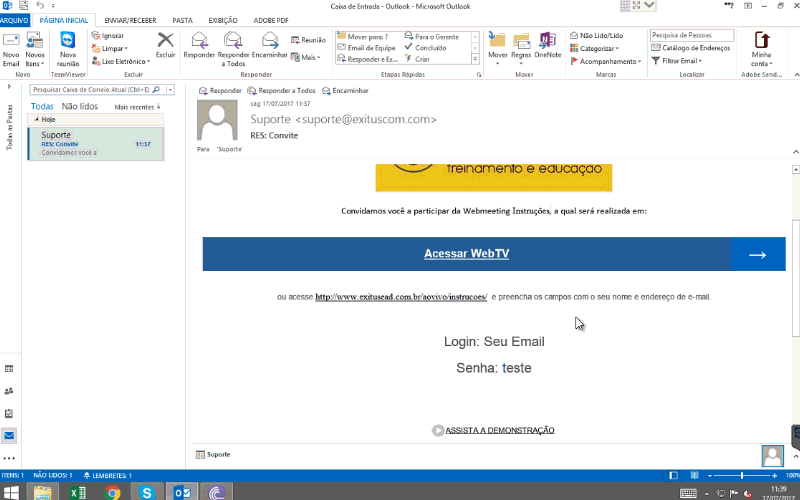 Caixa de Entrada - Outlook - Microsoft Outlook
ARQUIVO PÁGINA INICIAL ENVIAR/RECEBER PASTA EXIBIÇÃO ADOBE PDF
Novo Email
Novos Itens
Nova reunião
Ignorar
Limpar
Lixo Eletrônico
Excluir
Responder
Responder a Todos
Encaminhar
Reunião
Mais
Mover para: ?
Email de Equipe
Responder e Ex...
Para o Gerente
Concluído
Criar
Mover
Regras
OneNote
Não Lido/Lido
Categorizar
Acompanhamento
Pesquisa de Pessoas
Catálogo de Endereços
Filtrar Email
Minha conta
Novo TeamViewer Excluir Responder Etapas Rápidas Mover Marcas Localizar Adobe Send...
Todas as Pastas
Pesquisar Caixa de Correio Atual (Ctrl+E)
Todas Não lidos Mais recentes
Hoje
Suporte
RES: Convite 11:37
Convidamos você a
Responder Responder a Todos Encaminhar
seg 17/07/2017 11:37
Suporte <suporte@exituscom.com>
RES: Convite
Para 'Suporte'
treinamento e educação
Convidamos você a participar da Webmeeting Instruções, a qual será realizada em:
Acessar WebTV →
ou acesse http://www.exitusead.com.br/aovivo/instrucoes/ e preencha os campos com o seu nome e endereço de e-mail.
Login: Seu Email
Senha: teste
ASSISTA A DEMONSTRAÇÃO
Suporte
ITENS: 1 NÃO LIDOS: 1 LEMBRETES: 1 100%
11:39
17/07/2017